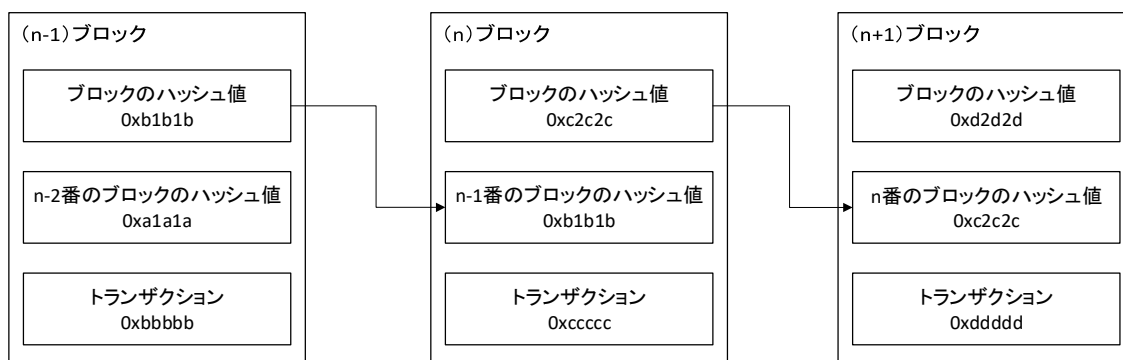 （n-1）ブロック
ブロックのハッシュ値
0xb1b1b
n-2番のブロックのハッシュ値
0xa1a1a
トランザクション
0xbbbbb
（n）ブロック
ブロックのハッシュ値
0xc2c2c
n-1番のブロックのハッシュ値
0xb1b1b
トランザクション
0xccccc
（n+1）ブロック
ブロックのハッシュ値
0xd2d2d
n番のブロックのハッシュ値
0xc2c2c
トランザクション
0xddddd